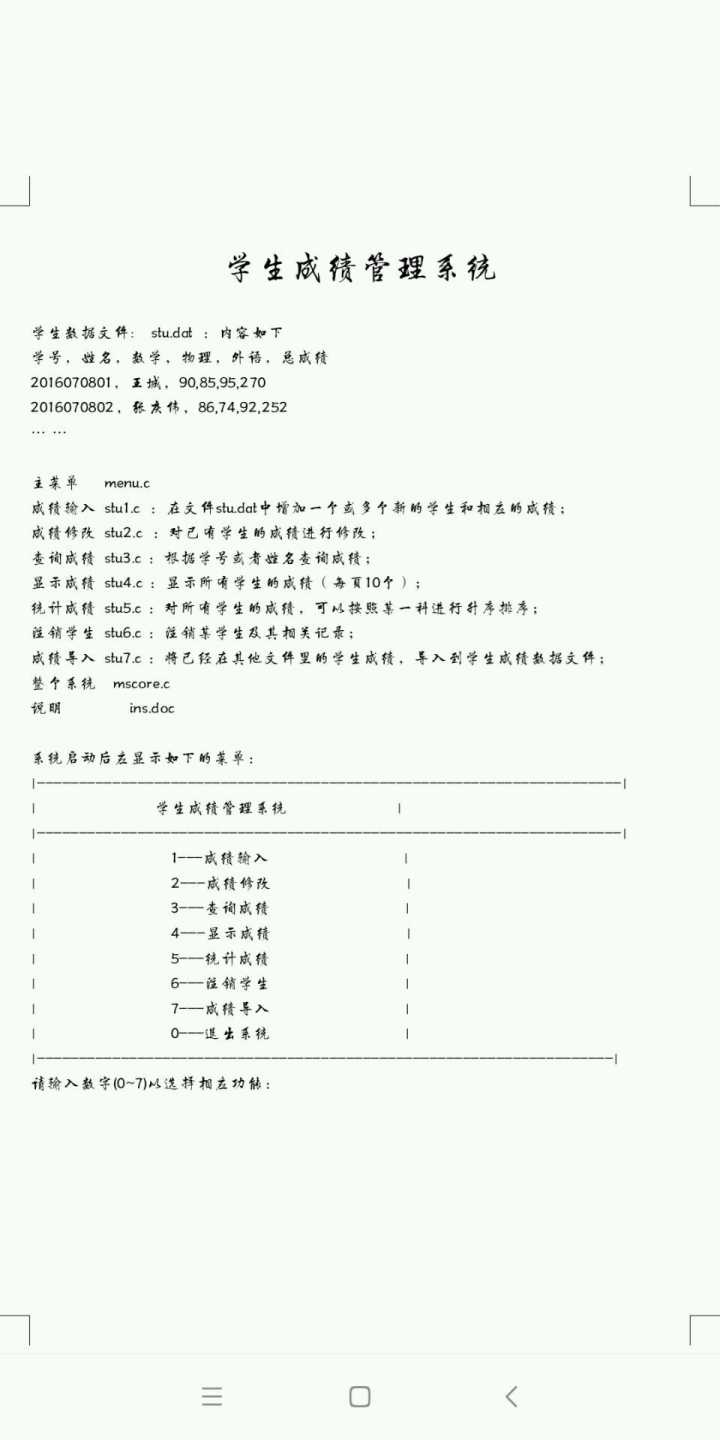 学生成绩管理系统
学生数据文件： stu.dat ：内容如下
学号，姓名，数学，物理，外语，总成绩
2016070801，王城，90,85,95,270
2016070802，张庆伟，86,74,92,252
… …
主菜单 menu.c
成绩输入 stu1.c ：在文件stu.dat中增加一个或多个新的学生和相应的成绩；
成绩修改 stu2.c ：对已有学生的成绩进行修改；
查询成绩 stu3.c ：根据学号或者姓名查询成绩；
显示成绩 stu4.c ：显示所有学生的成绩（每页10个）；
统计成绩 stu5.c ：对所有学生的成绩，可以按照某一科进行升序排序；
注销学生 stu6.c ：注销某学生及其相关记录；
成绩导入 stu7.c ：将已经在其他文件里的学生成绩，导入到学生成绩数据文件；
整个系统 mscore.c
说明 ins.doc
系统启动后应显示如下的菜单：
|----------------------------------------------------------------------|
| 学生成绩管理系统 |
|----------------------------------------------------------------------|
| 1---成绩输入 |
| 2---成绩修改 |
| 3---查询成绩 |
| 4---显示成绩 |
| 5---统计成绩 |
| 6---注销学生 |
| 7---成绩导入 |
| 0---退出系统 |
|---------------------------------------------------------------------|
请输入数字(0~7)以选择相应功能：